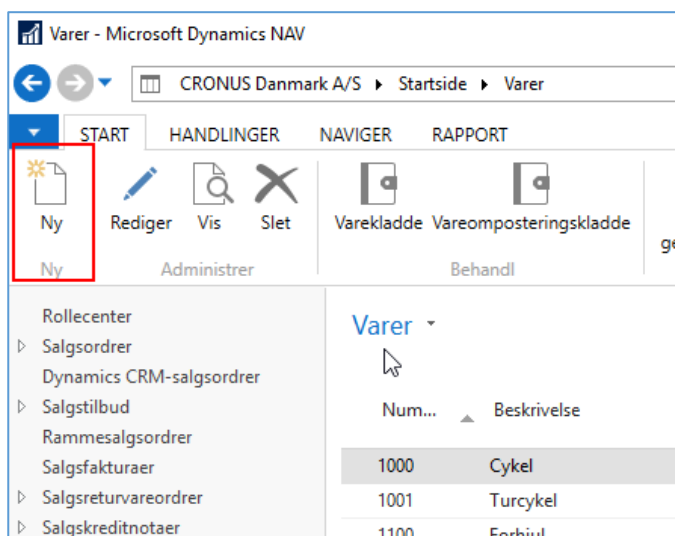 Varer - Microsoft Dynamics NAV
CRONUS Danmark A/S ▸ Startside ▸ Varer
START HANDLINGER NAVIGER RAPPORT
Ny Rediger Vis Slet Varekladde Vareomposteringskladde
Ny Administrer Behandl
Rollecenter
Salgsordrer
Dynamics CRM-salgsordrer
Salgstilbud
Rammesalgsordrer
Salgsfakturaer
Salgsreturvareordrer
Salgskreditnotaer
Varer
Num... Beskrivelse
1000 Cykel
1001 Turcykel
1100 Forhjul